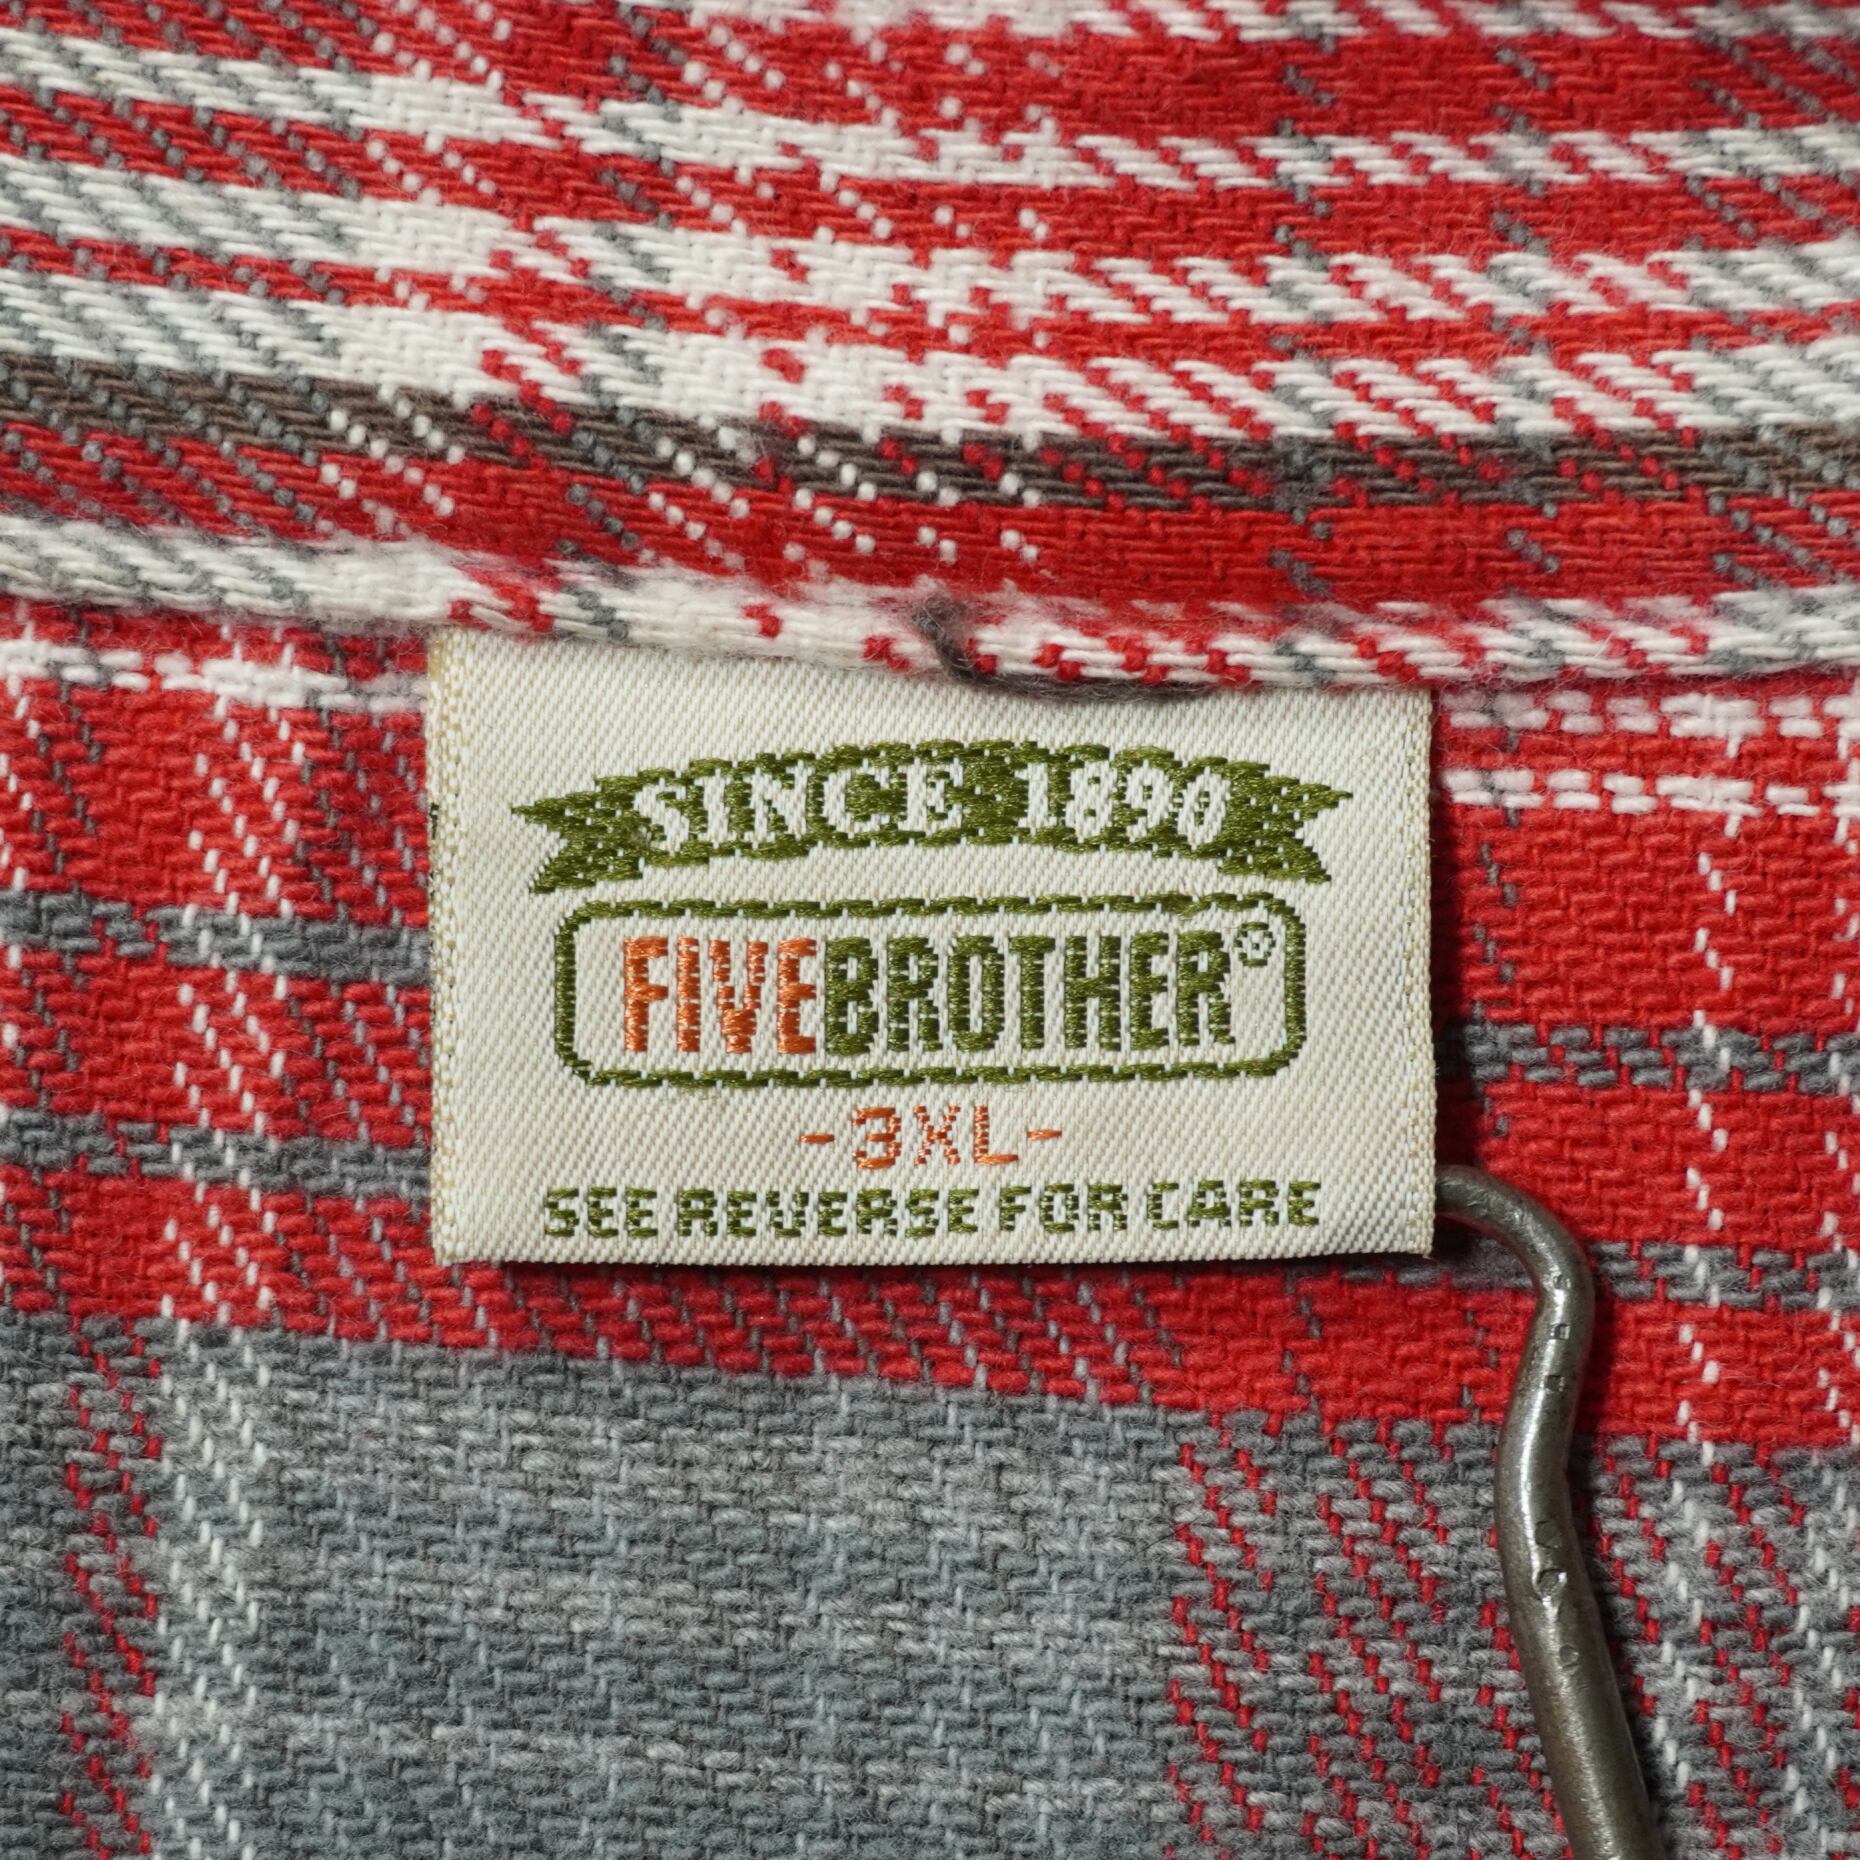 SINCE 1890
FIVEBROTHER®
-3XL-
SEE REVERSE FOR CARE